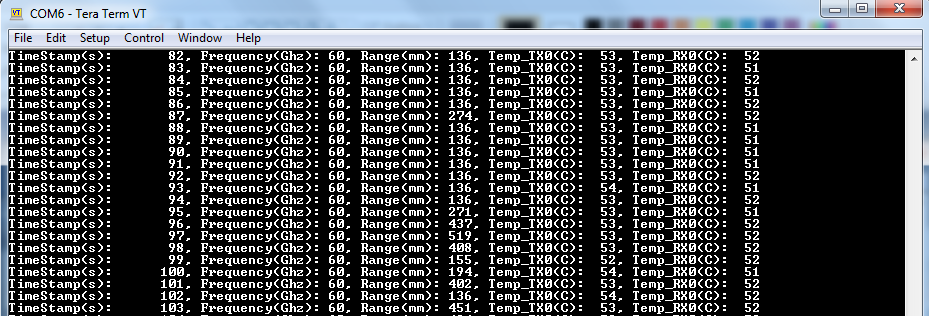 COM6 - Tera Term VT
File Edit Setup Control Window Help
TimeStamp(s): 82, Frequency(Ghz): 60, Range(mm): 136, Temp_TX0(C): 53, Temp_RX0(C): 52
TimeStamp(s): 83, Frequency(Ghz): 60, Range(mm): 136, Temp_TX0(C): 53, Temp_RX0(C): 51
TimeStamp(s): 84, Frequency(Ghz): 60, Range(mm): 136, Temp_TX0(C): 53, Temp_RX0(C): 52
TimeStamp(s): 85, Frequency(Ghz): 60, Range(mm): 136, Temp_TX0(C): 53, Temp_RX0(C): 51
TimeStamp(s): 86, Frequency(Ghz): 60, Range(mm): 136, Temp_TX0(C): 53, Temp_RX0(C): 52
TimeStamp(s): 87, Frequency(Ghz): 60, Range(mm): 274, Temp_TX0(C): 53, Temp_RX0(C): 52
TimeStamp(s): 88, Frequency(Ghz): 60, Range(mm): 136, Temp_TX0(C): 53, Temp_RX0(C): 51
TimeStamp(s): 89, Frequency(Ghz): 60, Range(mm): 136, Temp_TX0(C): 53, Temp_RX0(C): 51
TimeStamp(s): 90, Frequency(Ghz): 60, Range(mm): 136, Temp_TX0(C): 53, Temp_RX0(C): 51
TimeStamp(s): 91, Frequency(Ghz): 60, Range(mm): 136, Temp_TX0(C): 53, Temp_RX0(C): 51
TimeStamp(s): 92, Frequency(Ghz): 60, Range(mm): 136, Temp_TX0(C): 53, Temp_RX0(C): 52
TimeStamp(s): 93, Frequency(Ghz): 60, Range(mm): 136, Temp_TX0(C): 54, Temp_RX0(C): 51
TimeStamp(s): 94, Frequency(Ghz): 60, Range(mm): 136, Temp_TX0(C): 53, Temp_RX0(C): 52
TimeStamp(s): 95, Frequency(Ghz): 60, Range(mm): 271, Temp_TX0(C): 53, Temp_RX0(C): 51
TimeStamp(s): 96, Frequency(Ghz): 60, Range(mm): 437, Temp_TX0(C): 53, Temp_RX0(C): 52
TimeStamp(s): 97, Frequency(Ghz): 60, Range(mm): 519, Temp_TX0(C): 53, Temp_RX0(C): 52
TimeStamp(s): 98, Frequency(Ghz): 60, Range(mm): 408, Temp_TX0(C): 53, Temp_RX0(C): 52
TimeStamp(s): 99, Frequency(Ghz): 60, Range(mm): 155, Temp_TX0(C): 52, Temp_RX0(C): 52
TimeStamp(s): 100, Frequency(Ghz): 60, Range(mm): 194, Temp_TX0(C): 54, Temp_RX0(C): 51
TimeStamp(s): 101, Frequency(Ghz): 60, Range(mm): 402, Temp_TX0(C): 53, Temp_RX0(C): 52
TimeStamp(s): 102, Frequency(Ghz): 60, Range(mm): 136, Temp_TX0(C): 54, Temp_RX0(C): 52
TimeStamp(s): 103, Frequency(Ghz): 60, Range(mm): 451, Temp_TX0(C): 53, Temp_RX0(C): 52